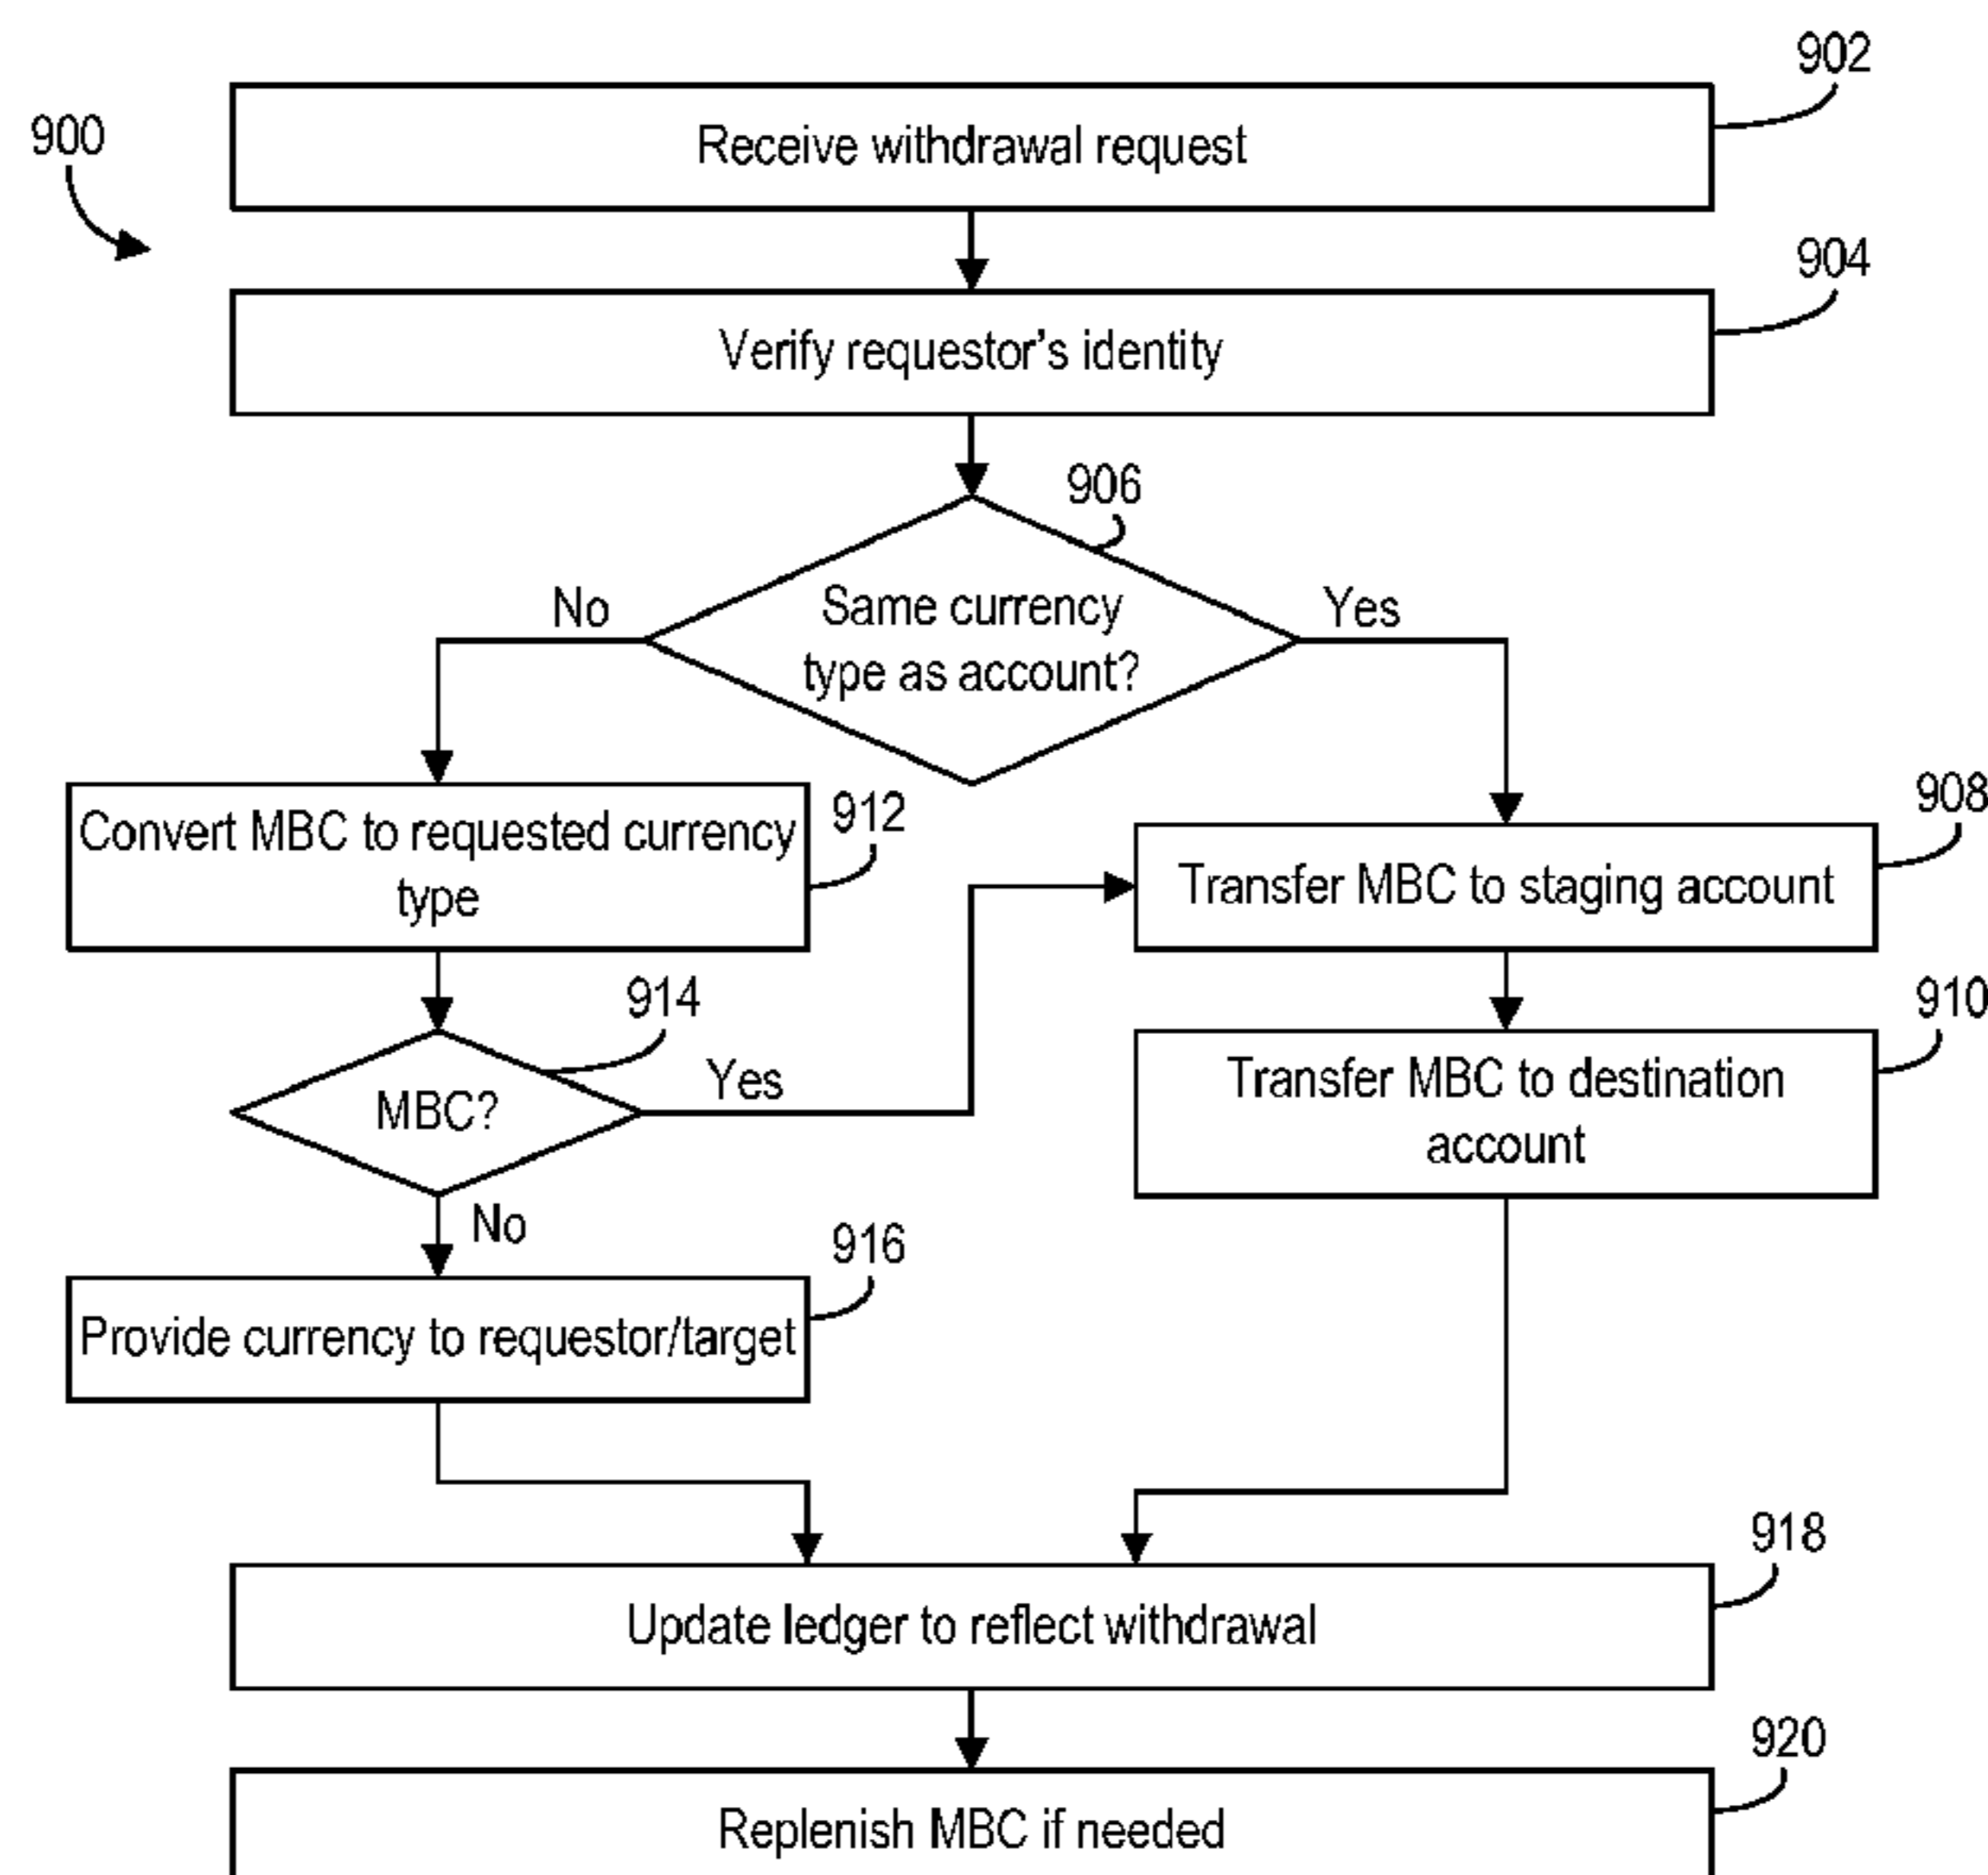 902
900
Receive withdrawal request
904
Verify requestor's identity
906
No
Same currency
type as account?
Yes
912
Convert MBC to requested currency
type
908
Transfer MBC to staging account
914
MBC?
Yes
No
910
Transfer MBC to destination
account
916
Provide currency to requestor/target
918
Update ledger to reflect withdrawal
920
Replenish MBC if needed